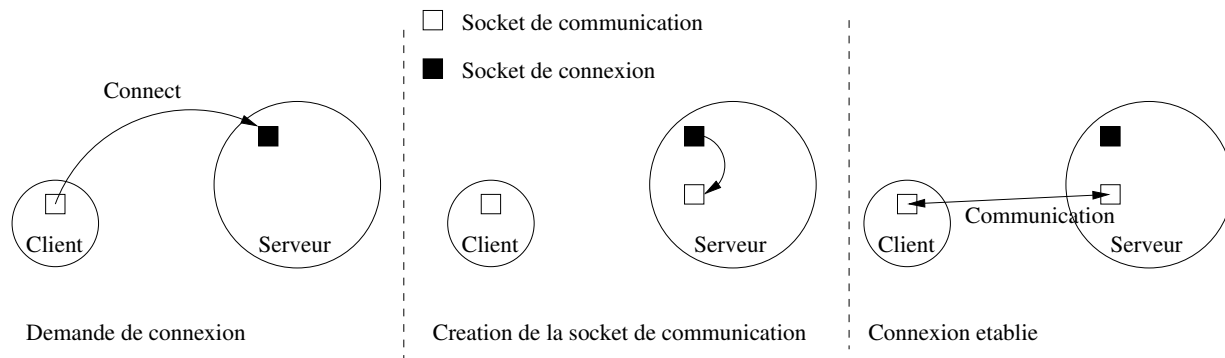 Socket de communication
Socket de connexion
Connect
Client
Serveur
Demande de connexion
Client
Serveur
Creation de la socket de communication
Communication
Client
Serveur
Connexion etablie